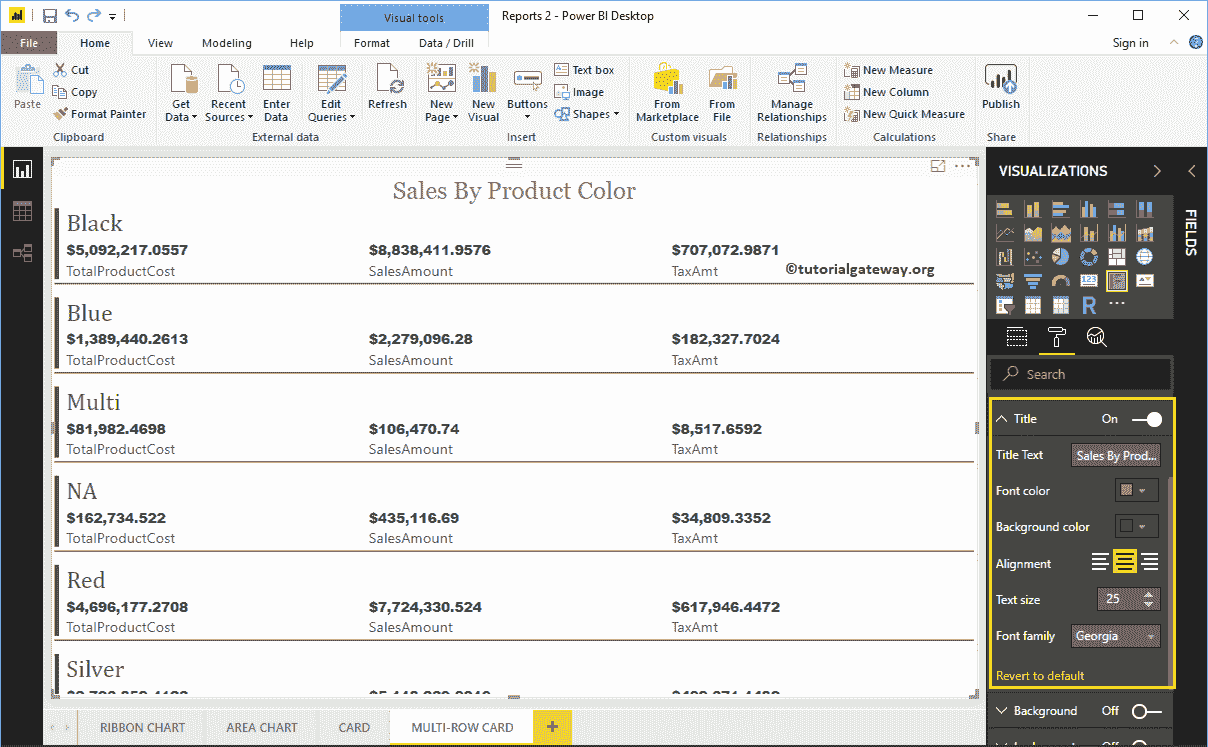 Visual tools
Reports 2 - Power BI Desktop
File Home View Modeling Help Format Data / Drill
Sign in
Paste
Cut
Copy
Format Painter
Clipboard
Get Data
Recent Sources
Enter Data
Edit Queries
Refresh
External data
New Page
New Visual
Buttons
Text box
Image
Shapes
Insert
From Marketplace
From File
Custom visuals
Manage Relationships
Relationships
New Measure
New Column
New Quick Measure
Calculations
Publish
Share
Sales By Product Color
Black
$5,092,217.0557 $8,838,411.9576 $707,072.9871
TotalProductCost SalesAmount TaxAmt
©tutorialgateway.org
Blue
$1,389,440.2613 $2,279,096.28 $182,327.7024
TotalProductCost SalesAmount TaxAmt
Multi
$81,982.4698 $106,470.74 $8,517.6592
TotalProductCost SalesAmount TaxAmt
NA
$162,734.522 $435,116.69 $34,809.3352
TotalProductCost SalesAmount TaxAmt
Red
$4,696,177.2708 $7,724,330.524 $617,946.4472
TotalProductCost SalesAmount TaxAmt
Silver
VISUALIZATIONS
FIELDS
123
R
Search
Title On
Title Text Sales By Prod...
Font color
Background color
Alignment
Text size 25
Font family Georgia
Revert to default
Background Off
Off
RIBBON CHART AREA CHART CARD MULTI-ROW CARD +